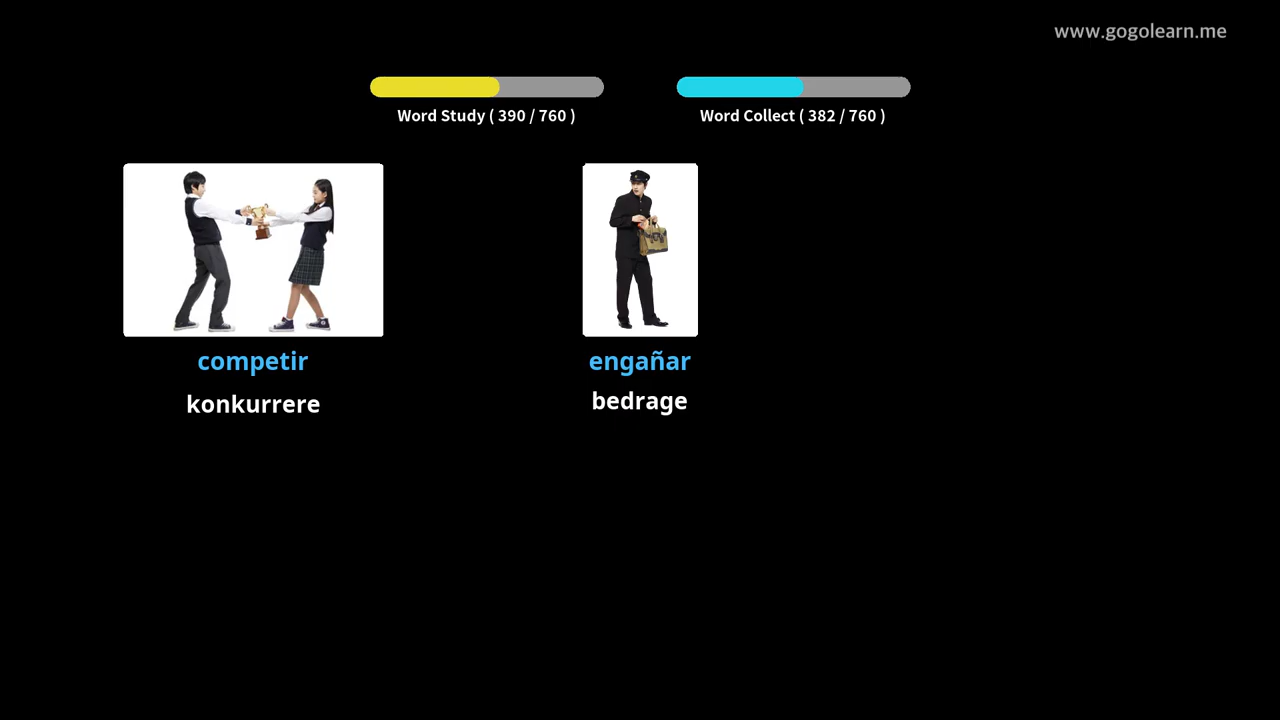 www.gogolearn.me
Word Study ( 390 / 760 )
Word Collect ( 382 / 760 )
competir
konkurrere
engañar
bedrage